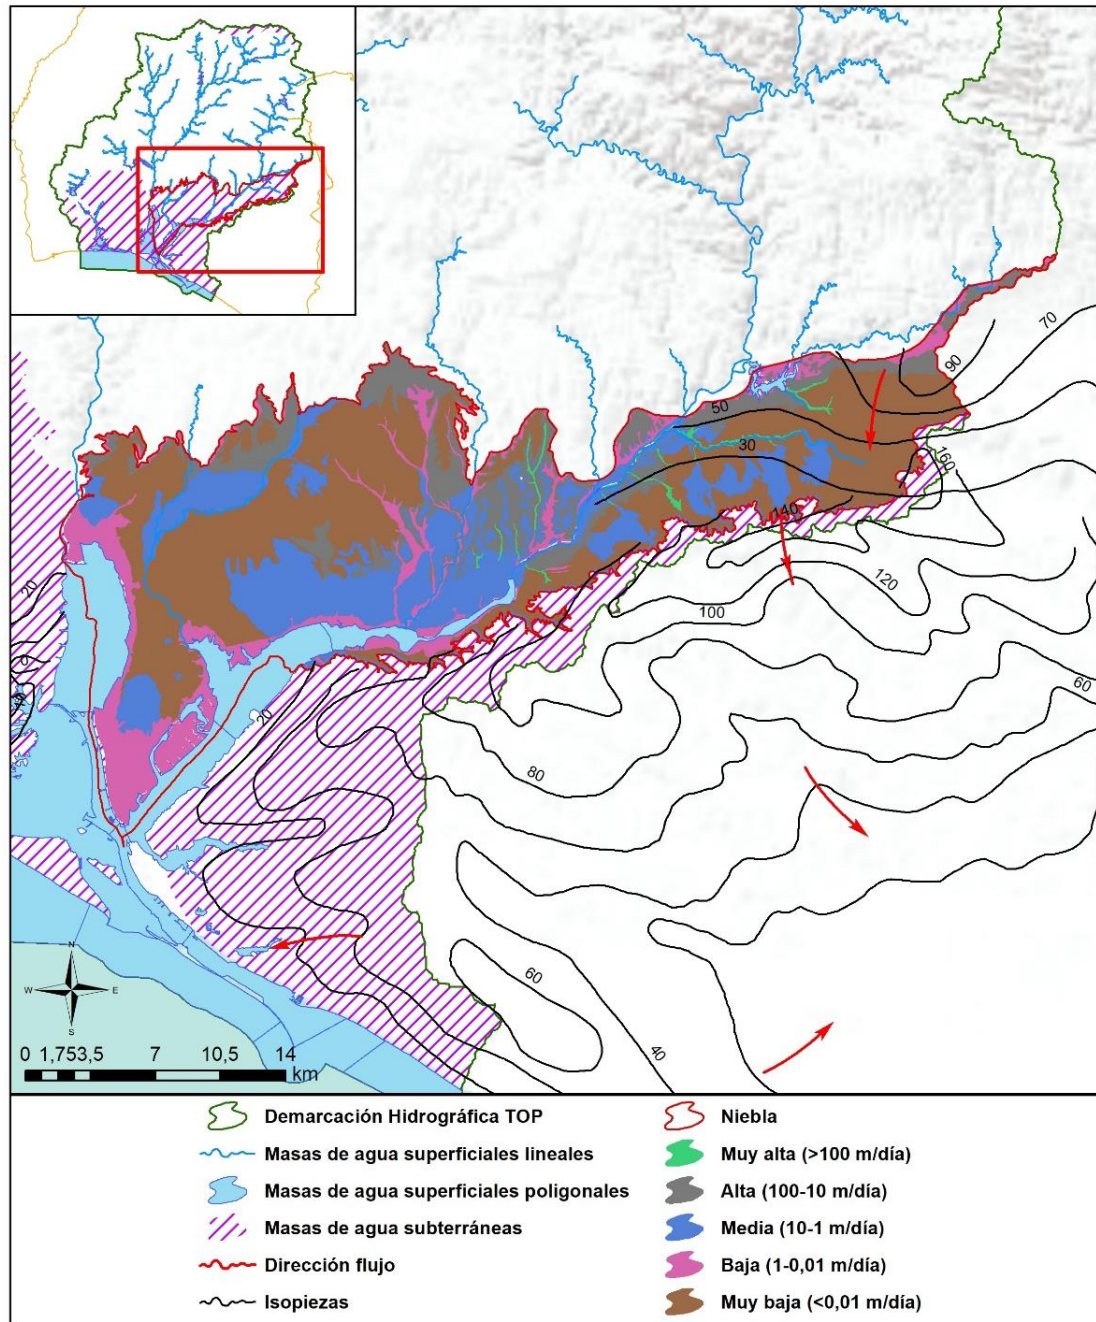 70
90
50
30
160
140
20
120
100
0
10
60
20
80
60
40
N
W E
S
0 1,753,5 7 10,5 14
km
Demarcación Hidrográfica TOP
Masas de agua superficiales lineales
Masas de agua superficiales poligonales
Masas de agua subterráneas
Dirección flujo
Isopiezas
Niebla
Muy alta (>100 m/día)
Alta (100-10 m/día)
Media (10-1 m/día)
Baja (1-0,01 m/día)
Muy baja (<0,01 m/día)